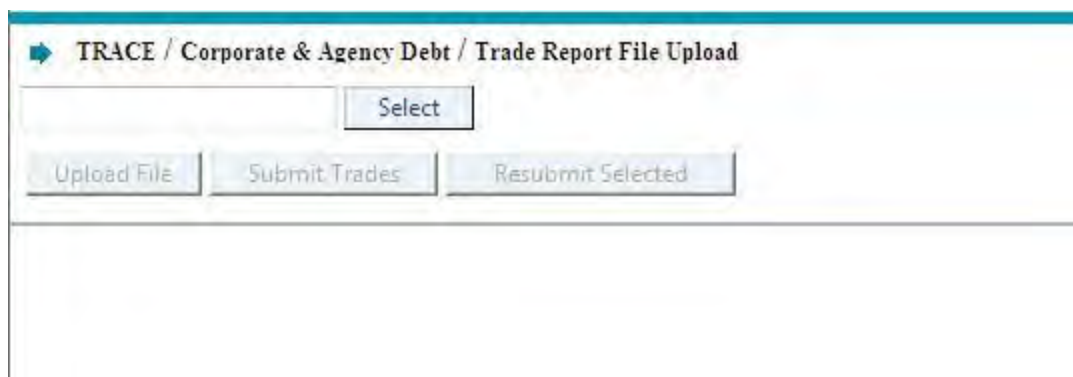 TRACE / Corporate & Agency Debt / Trade Report File Upload
Select
Upload File Submit Trades Resubmit Selected